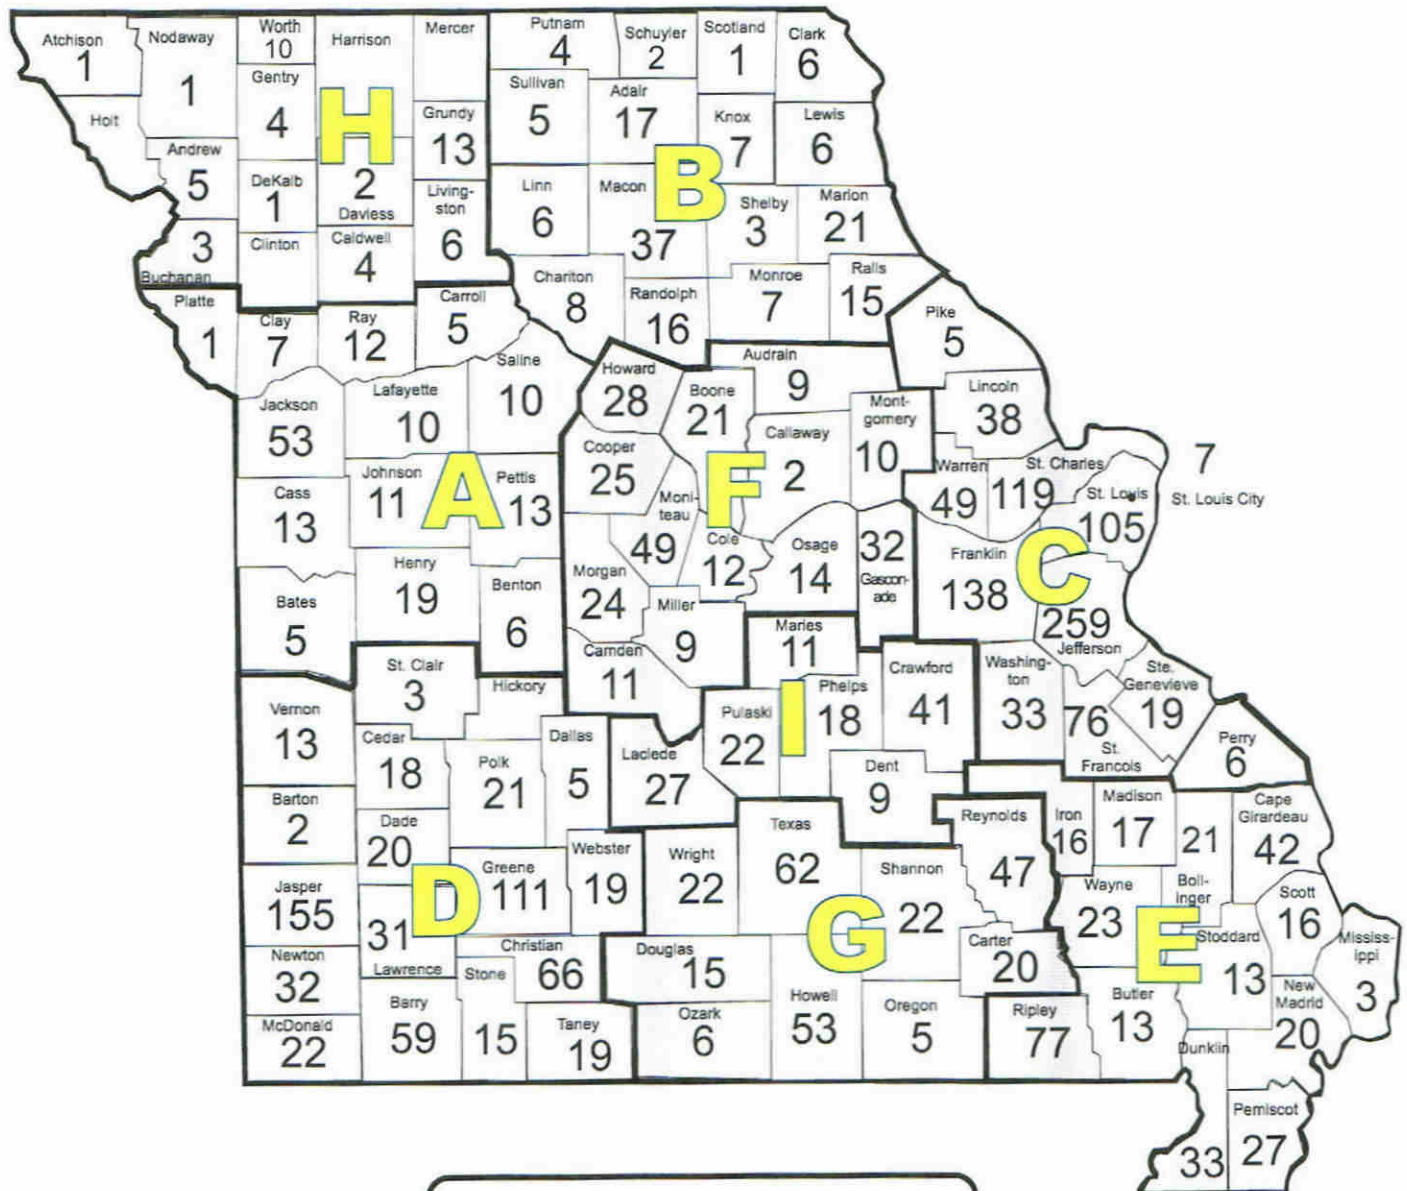 Atchison
1
Nodaway
1
Worth
10
Harrison
Mercer
Putnam
4
Schuyler
2
Scotland
1
Clark
6
Holt
Gentry
4
H
Grundy
13
Sullivan
5
Adair
17
Knox
7
Lewis
6
Andrew
5
DeKalb
1
2
Daviess
Living-
ston
6
Linn
6
Macon
37
B
Shelby
3
Marion
21
3
Buchanan
Clinton
Caldwell
4
Chariton
8
Randolph
16
Monroe
7
Ralls
15
Platte
1
Clay
7
Ray
12
Carroll
5
Pike
5
Saline
10
Howard
28
Boone
21
Audrain
9
Mont-
gomery
10
Lincoln
38
Jackson
53
Lafayette
10
Cooper
25
Callaway
2
Warren
49
St. Charles
119
St. Louis
105
7
St. Louis City
Cass
13
Johnson
11
A
Pettis
13
F
Moni-
teau
49
Cole
12
Osage
14
32
Gascon-
ade
Franklin
138
C
259
Jefferson
Bates
5
Henry
19
Benton
6
Morgan
24
Miller
9
Maries
11
Camden
11
St. Clair
3
Hickory
Pulaski
22
I
Phelps
18
Crawford
41
Washing-
ton
33
76
St.
Francois
Ste.
Genevieve
19
Perry
6
Vernon
13
Cedar
18
Polk
21
Dallas
5
Laclede
27
Dent
9
Barton
2
Dade
20
Greene
111
Webster
19
Wright
22
Texas
62
Shannon
22
Reynolds
47
Iron
16
Madison
17
21
Boll-
inger
Cape
Girardeau
42
Jasper
155
D
31
Lawrence
Christian
66
Douglas
15
G
Carter
20
Wayne
23
E
Stoddard
13
Scott
16
Mississ-
ippi
3
Newton
32
Stone
15
McDonald
22
Barry
59
Taney
19
Ozark
6
Howell
53
Oregon
5
Ripley
77
Butler
13
New
Madrid
20
Dunklin
33
Pemiscot
27